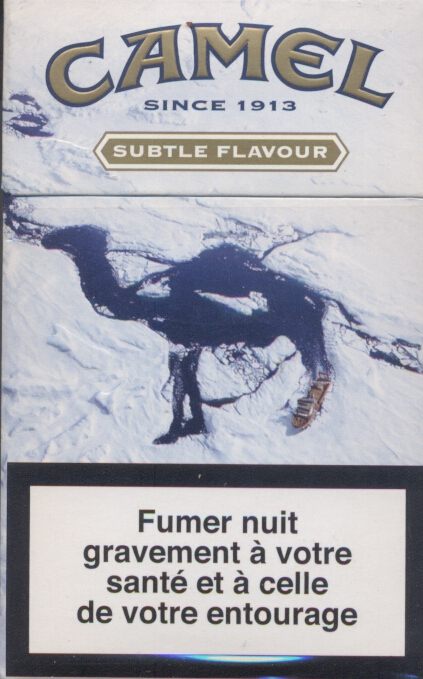 CAMEL
SINCE 1913
SUBTLE FLAVOUR
Fumer nuit
gravement à votre
santé et à celle
de votre entourage